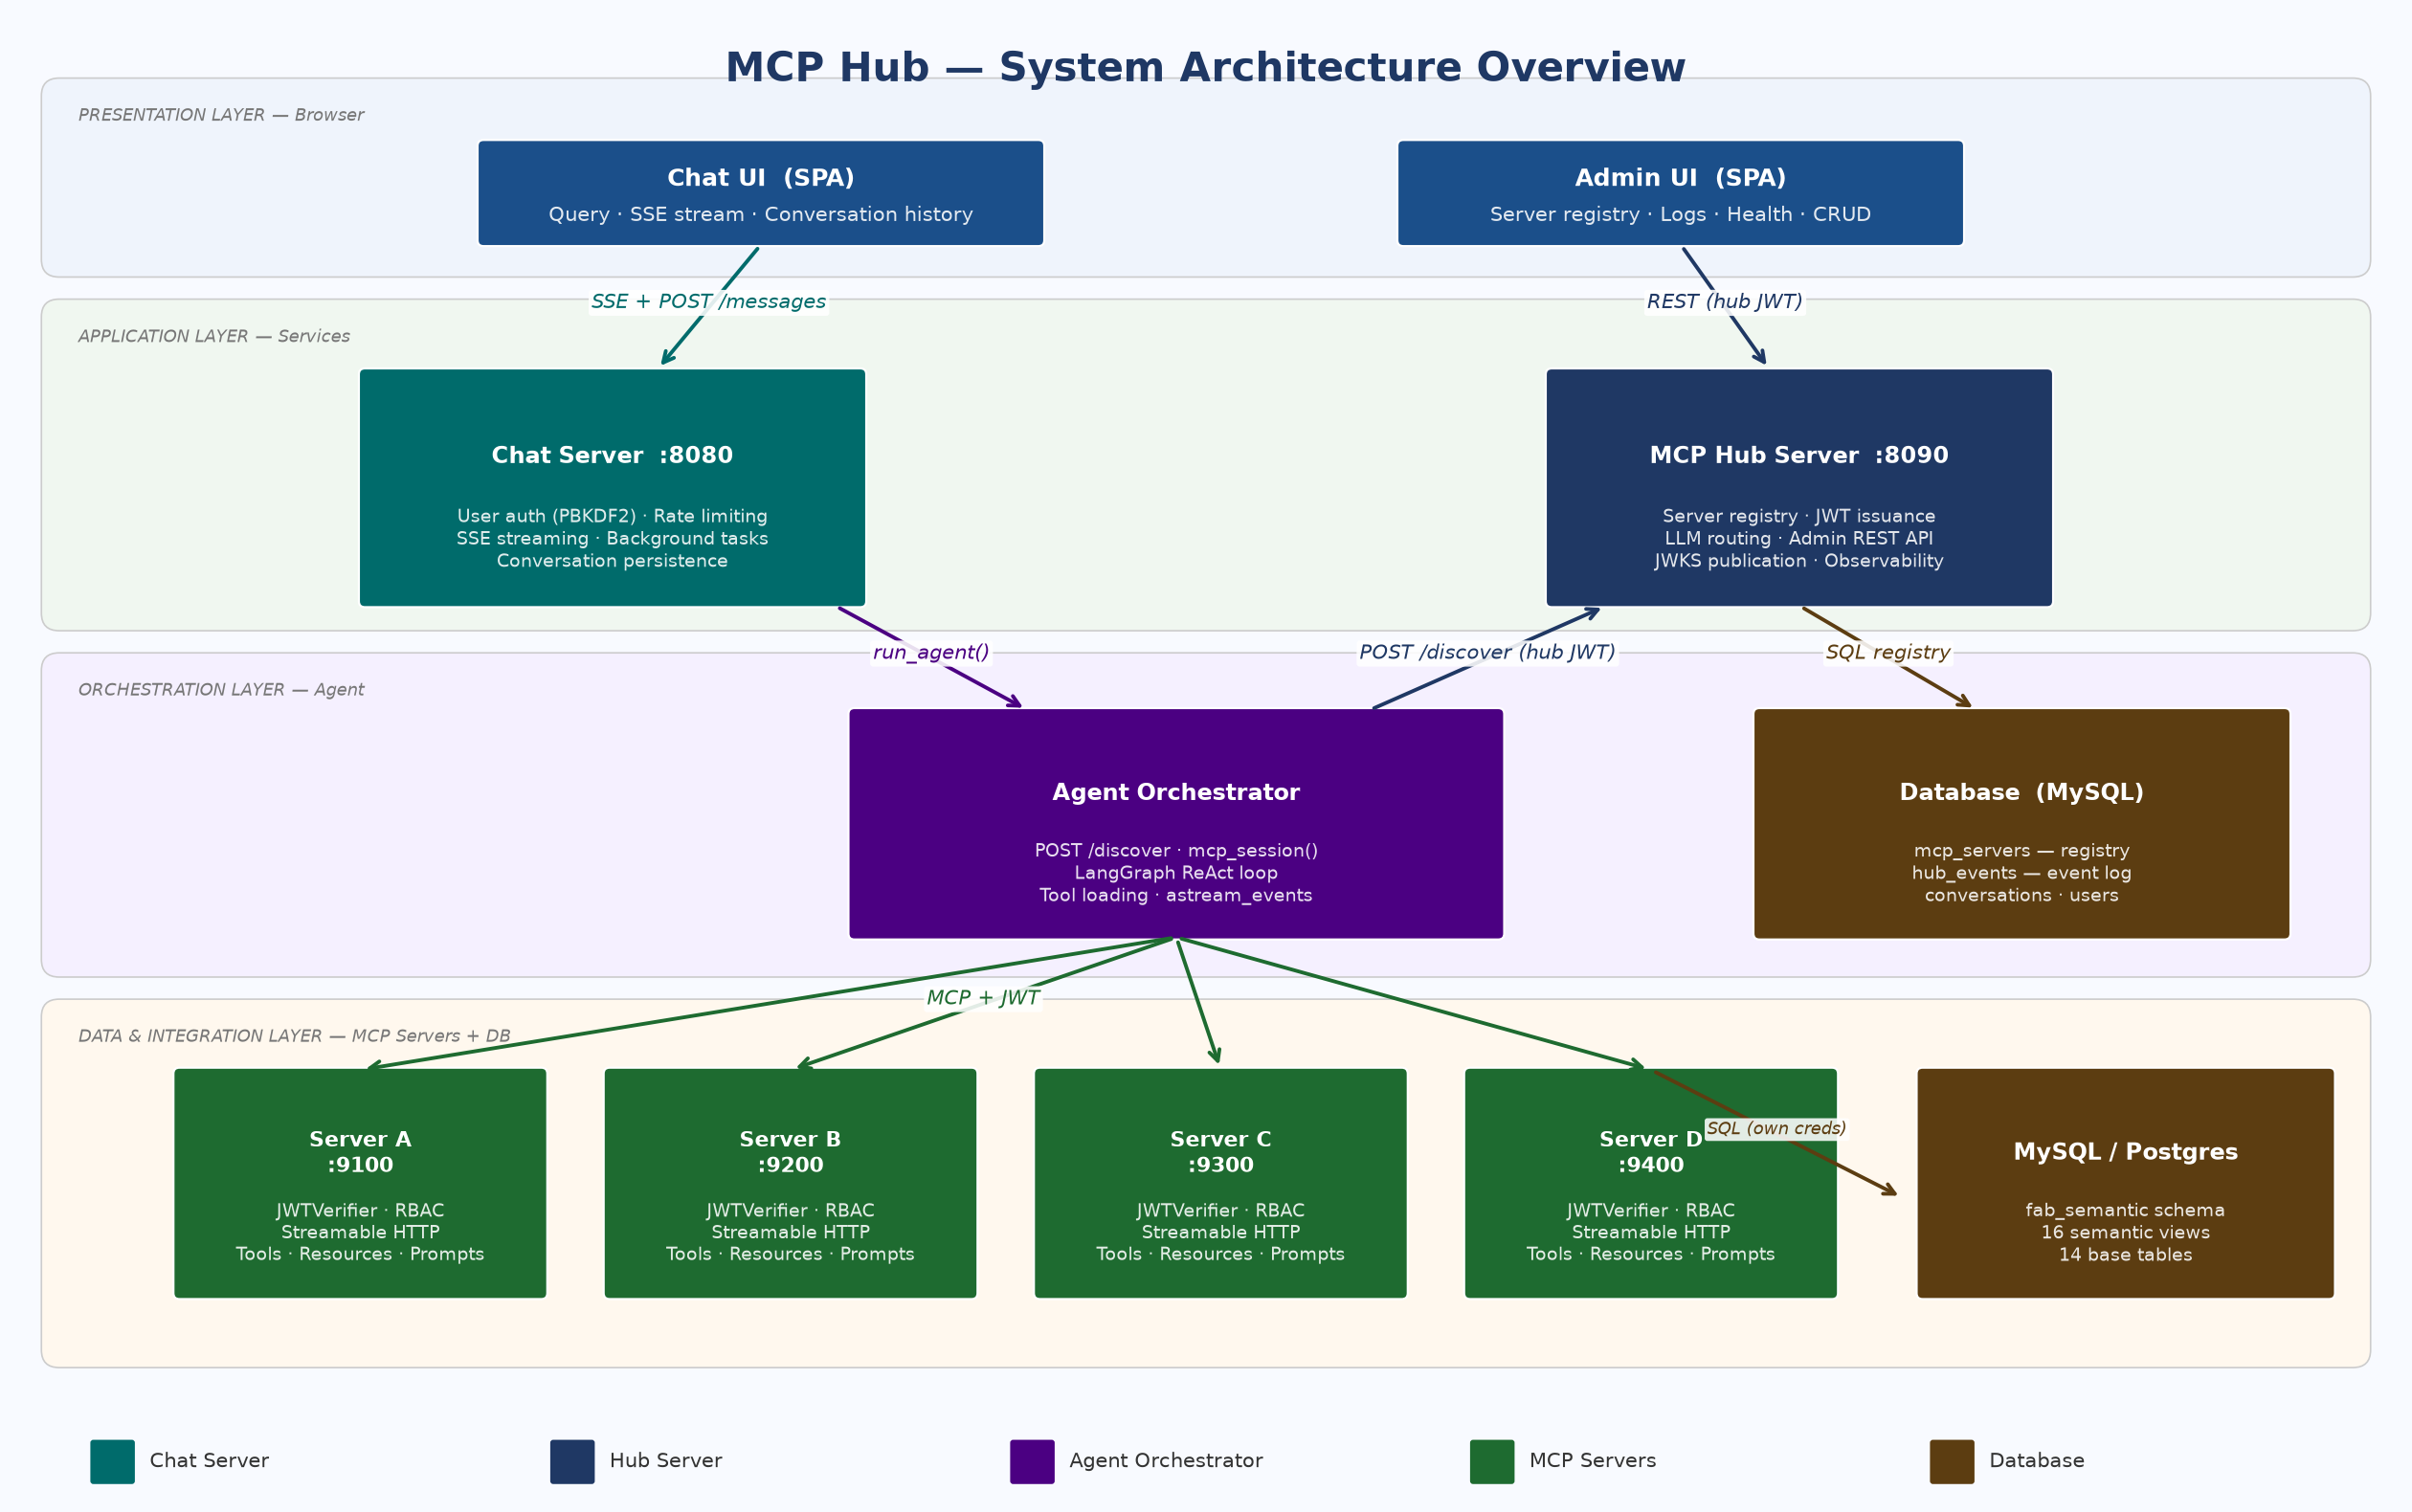 MCP Hub — System Architecture Overview
PRESENTATION LAYER — Browser
Chat UI  (SPA)
Query · SSE stream · Conversation history
Admin UI  (SPA)
Server registry · Logs · Health · CRUD
SSE + POST /messages
REST (hub JWT)
APPLICATION LAYER — Services
Chat Server  :8080
User auth (PBKDF2) · Rate limiting
SSE streaming · Background tasks
Conversation persistence
MCP Hub Server  :8090
Server registry · JWT issuance
LLM routing · Admin REST API
JWKS publication · Observability
run_agent()
POST /discover (hub JWT)
SQL registry
ORCHESTRATION LAYER — Agent
Agent Orchestrator
POST /discover · mcp_session()
LangGraph ReAct loop
Tool loading · astream_events
Database  (MySQL)
mcp_servers — registry
hub_events — event log
conversations · users
MCP + JWT
DATA & INTEGRATION LAYER — MCP Servers + DB
Server A
:9100
JWTVerifier · RBAC
Streamable HTTP
Tools · Resources · Prompts
Server B
:9200
JWTVerifier · RBAC
Streamable HTTP
Tools · Resources · Prompts
Server C
:9300
JWTVerifier · RBAC
Streamable HTTP
Tools · Resources · Prompts
Server D
:9400
JWTVerifier · RBAC
Streamable HTTP
Tools · Resources · Prompts
SQL (own creds)
MySQL / Postgres
fab_semantic schema
16 semantic views
14 base tables
Chat Server
Hub Server
Agent Orchestrator
MCP Servers
Database